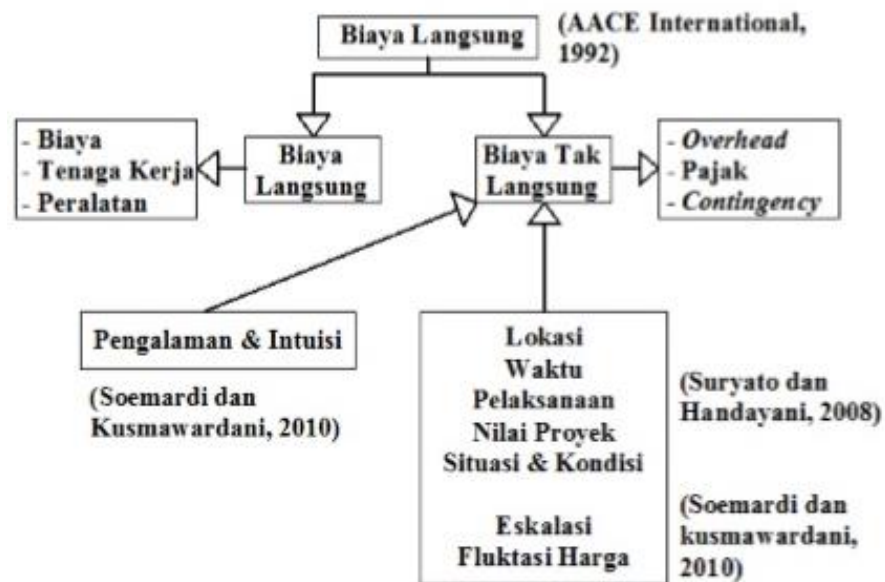 Biaya Langsung
(AACE International,
1992)
- Biaya
- Tenaga Kerja
- Peralatan
Biaya
Langsung
Biaya Tak
Langsung
- Overhead
- Pajak
- Contingency
Pengalaman & Intuisi
(Soemardi dan
Kusmawardani, 2010)
Lokasi
Waktu
Pelaksanaan
Nilai Proyek
Situasi & Kondisi
Eskalasi
Fluktasi Harga
(Suryato dan
Handayani, 2008)
(Soemardi dan
kusmawardani,
2010)